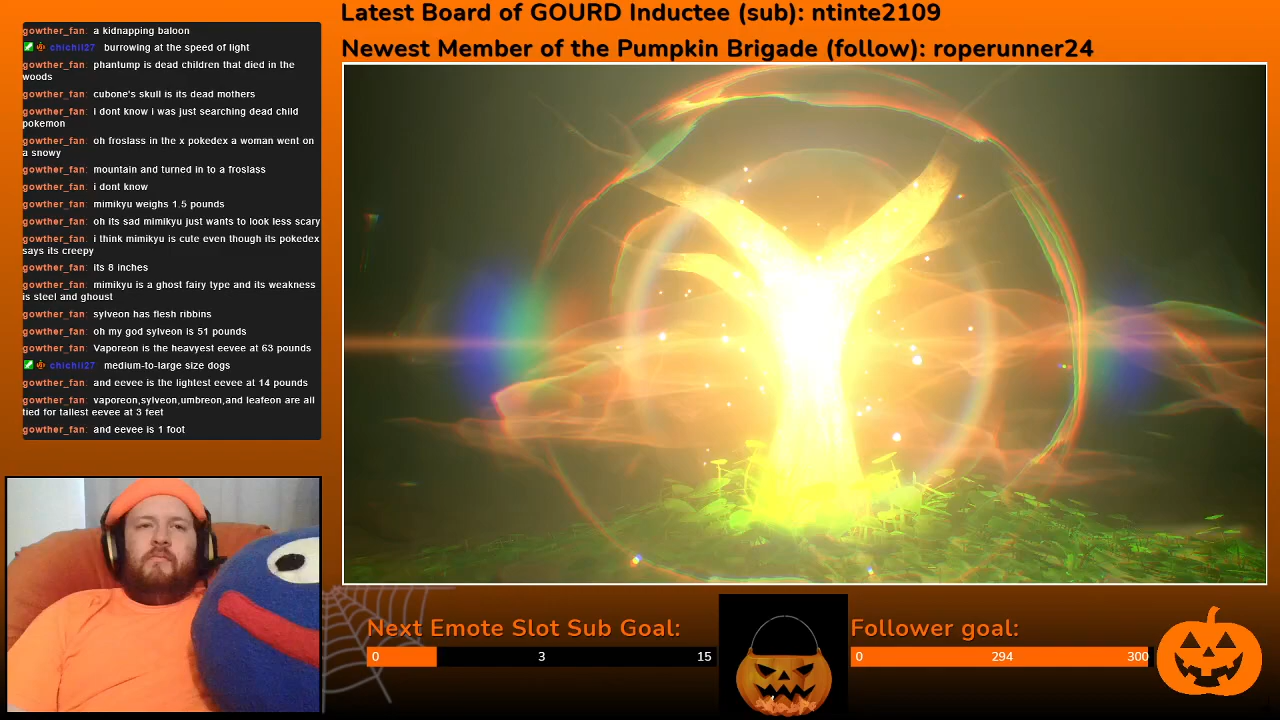 Latest Board of GOURD Inductee (sub): ntinte2109
Newest Member of the Pumpkin Brigade (follow): roperunner24
gowther_fan: a kidnapping baloon
chichii27 burrowing at the speed of light
gowther_fan: phantump is dead children that died in the
woods
gowther_fan: cubone's skull is its dead mothers
gowther_fan: i dont know i was just searching dead child
pokemon
gowther_fan: oh froslass in the x pokedex a woman went on
a snowy
gowther_fan: mountain and turned in to a froslass
gowther_fan: i dont know
gowther_fan: mimikyu weighs 1.5 pounds
gowther_fan: oh its sad mimikyu just wants to look less scary
gowther_fan: i think mimikyu is cute even though its pokedex
says its creepy
gowther_fan: its 8 inches
gowther_fan: mimikyu is a ghost fairy type and its weakness
is steel and ghoust
gowther_fan: sylveon has flesh ribbins
gowther_fan: oh my god sylveon is 51 pounds
gowther_fan: Vaporeon is the heavyest eevee at 63 pounds
chichii27 medium-to-large size dogs
gowther_fan: and eevee is the lightest eevee at 14 pounds
gowther_fan: vaporeon,sylveon,umbreon,and leafeon are all
tied for tallest eevee at 3 feet
gowther_fan: and eevee is 1 foot
Next Emote Slot Sub Goal:
0 3 15
Follower goal:
0 294 300